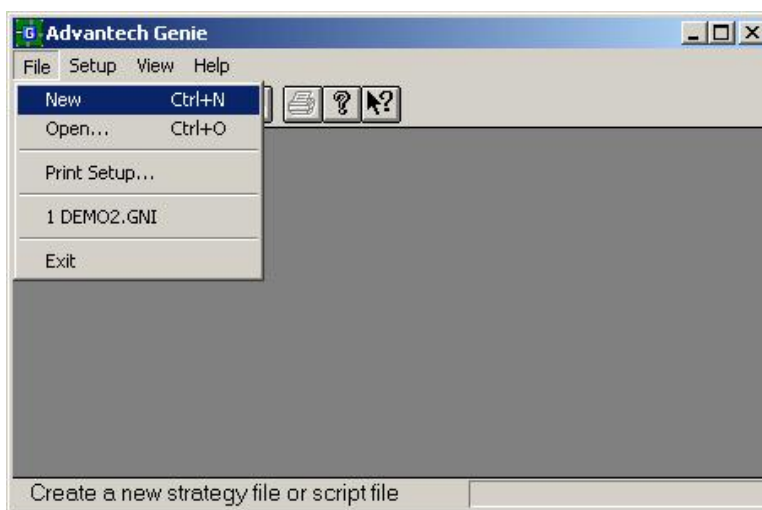 Advantech Genie
File Setup View Help
New Ctrl+N
Open... Ctrl+O
Print Setup...
1 DEMO2.GNI
Exit
Create a new strategy file or script file